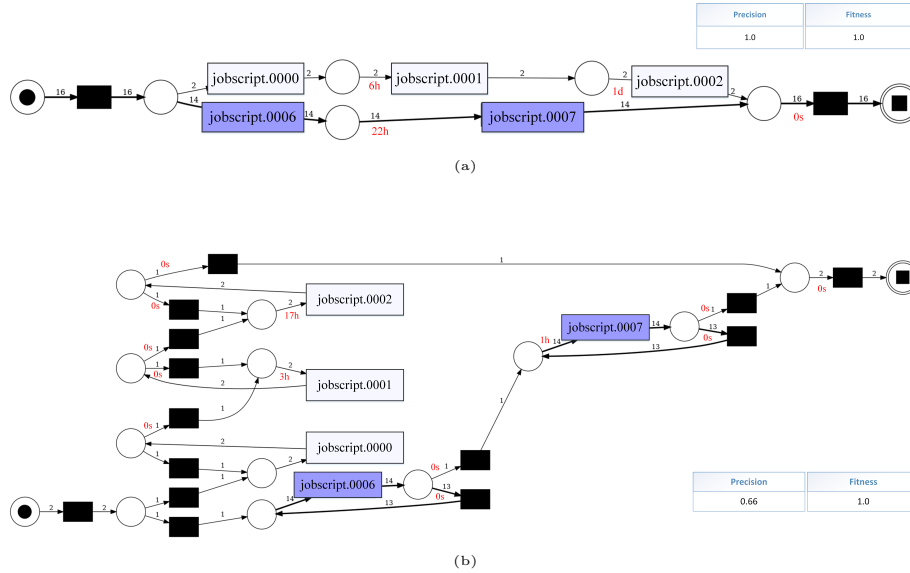 Precision Fitness
1.0 1.0
jobscript.0000 2 2 jobscript.0001 2 2 jobscript.0002
2 6h 1d 2
16 16 14 16 16
jobscript.0006 14 14 jobscript.0007 14 0s
22h
(a)
0s 1 1
1 2 2 2
0s 1 1 2 jobscript.0002
17h
1 1 0s jobscript.0007 14 0s 1 1
0s 1 1h 14 13
0s 1 1 2 0s
3h 13
2 jobscript.0001
1
0s 1 1
2 jobscript.0000
1 1 2 0s 1
jobscript.0006 14
Precision Fitness
2 2 1 1 14 0s 13 0.66 1.0
1 1 13
(b)